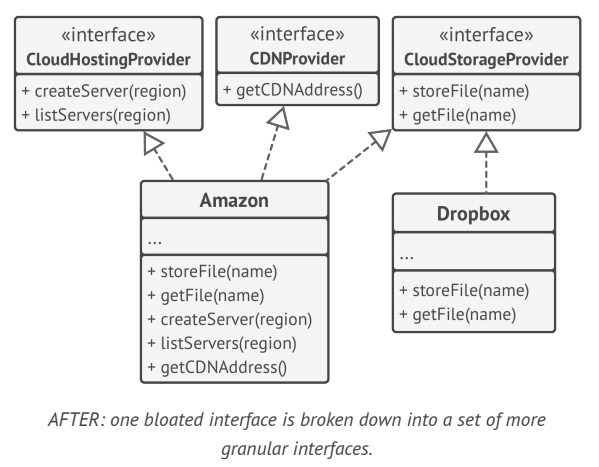 «interface»
CloudHostingProvider
+ createServer(region)
+ listServers(region)
«interface»
CDNProvider
+ getCDNAddress()
«interface»
CloudStorageProvider
+ storeFile(name)
+ getFile(name)
Amazon
...
+ storeFile(name)
+ getFile(name)
+ createServer(region)
+ listServers(region)
+ getCDNAddress()
Dropbox
...
+ storeFile(name)
+ getFile(name)
AFTER: one bloated interface is broken down into a set of more
granular interfaces.